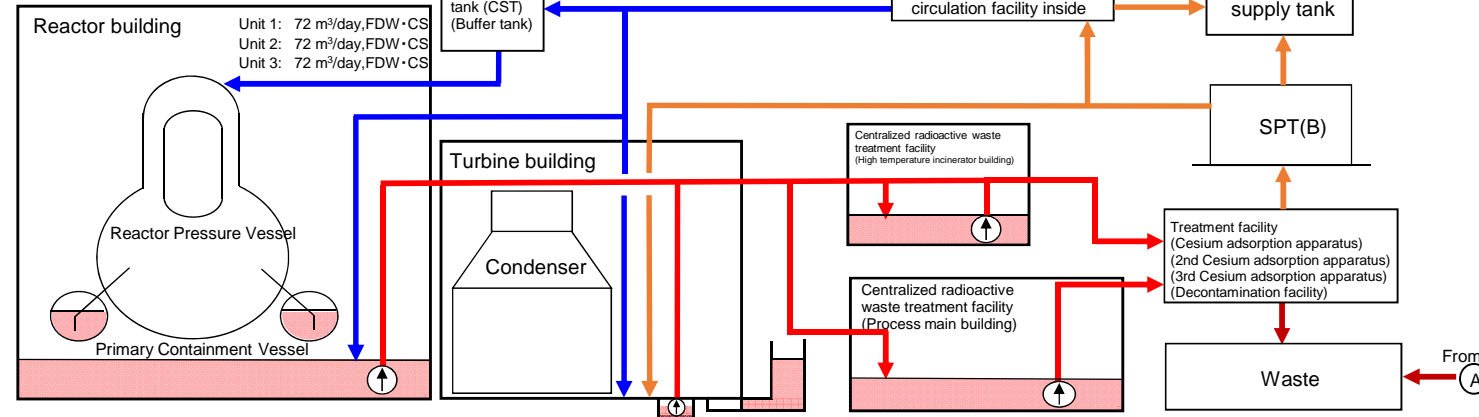 Reactor building
Unit 1: 72 m³/day,FDW・CS
Unit 2: 72 m³/day,FDW・CS
Unit 3: 72 m³/day,FDW・CS
tank (CST)
(Buffer tank)
circulation facility inside
supply tank
SPT(B)
Turbine building
Centralized radioactive waste
treatment facility
(High temperature incinerator building)
Reactor Pressure Vessel
Condenser
Treatment facility
(Cesium adsorption apparatus)
(2nd Cesium adsorption apparatus)
(3rd Cesium adsorption apparatus)
(Decontamination facility)
Centralized radioactive
waste treatment facility
(Process main building)
Primary Containment Vessel
Waste
From
A